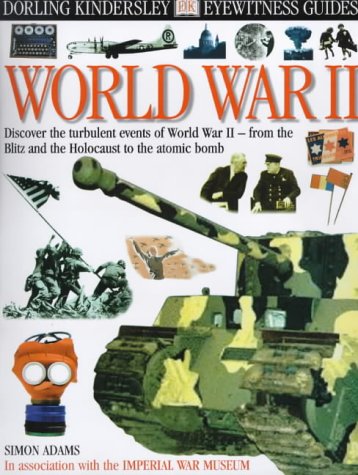 DORLING KINDERSLEY DK EYEWITNESS GUIDES
WORLD WAR II
Discover the turbulent events of World War II – from the
Blitz and the Holocaust to the atomic bomb
SIMON ADAMS
In association with the IMPERIAL WAR MUSEUM